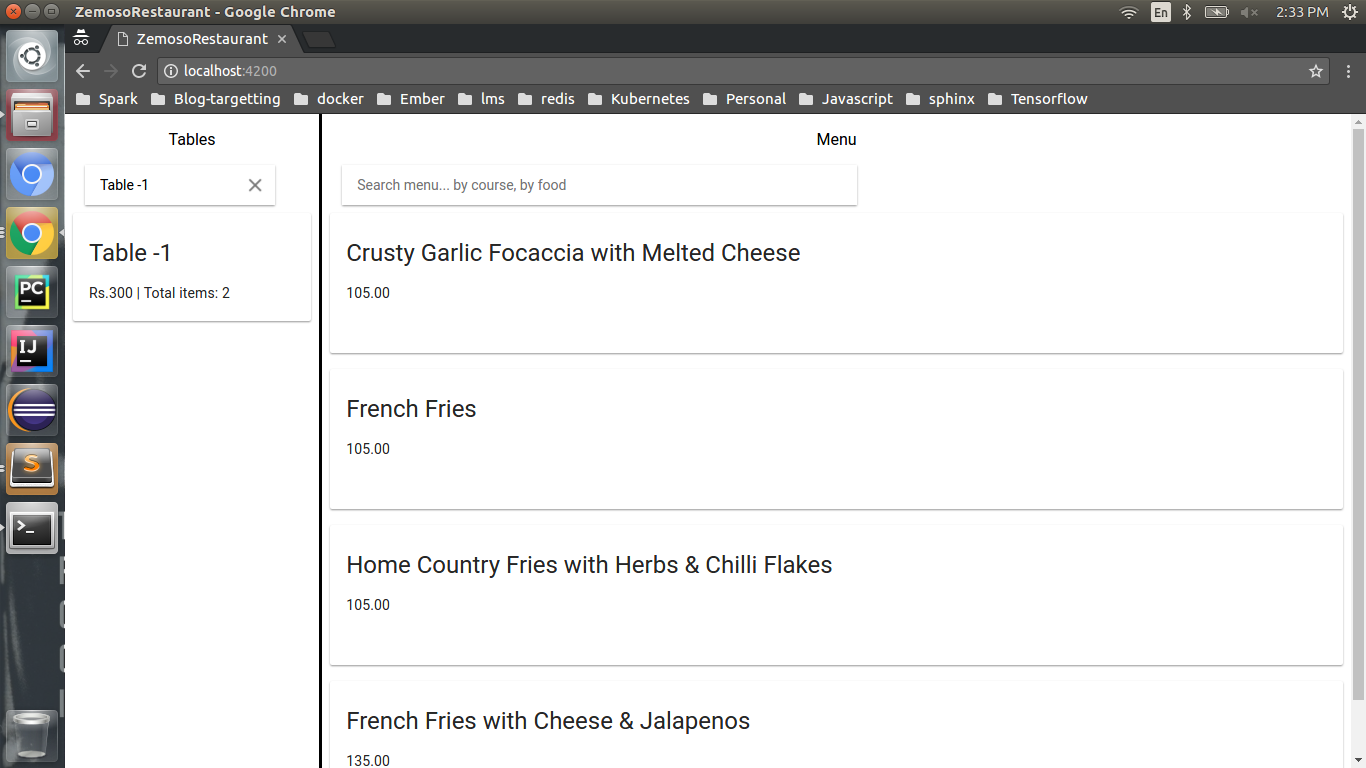 ZemosoRestaurant - Google Chrome
En
2:33 PM
ZemosoRestaurant
localhost:4200
Spark Blog-targetting docker Ember lms redis Kubernetes Personal Javascript sphinx Tensorflow
Tables
Table -1
Table -1
Rs.300 | Total items: 2
Menu
Search menu... by course, by food
Crusty Garlic Focaccia with Melted Cheese
105.00
French Fries
105.00
Home Country Fries with Herbs & Chilli Flakes
105.00
French Fries with Cheese & Jalapenos
135.00
PC
IJ
S
>_